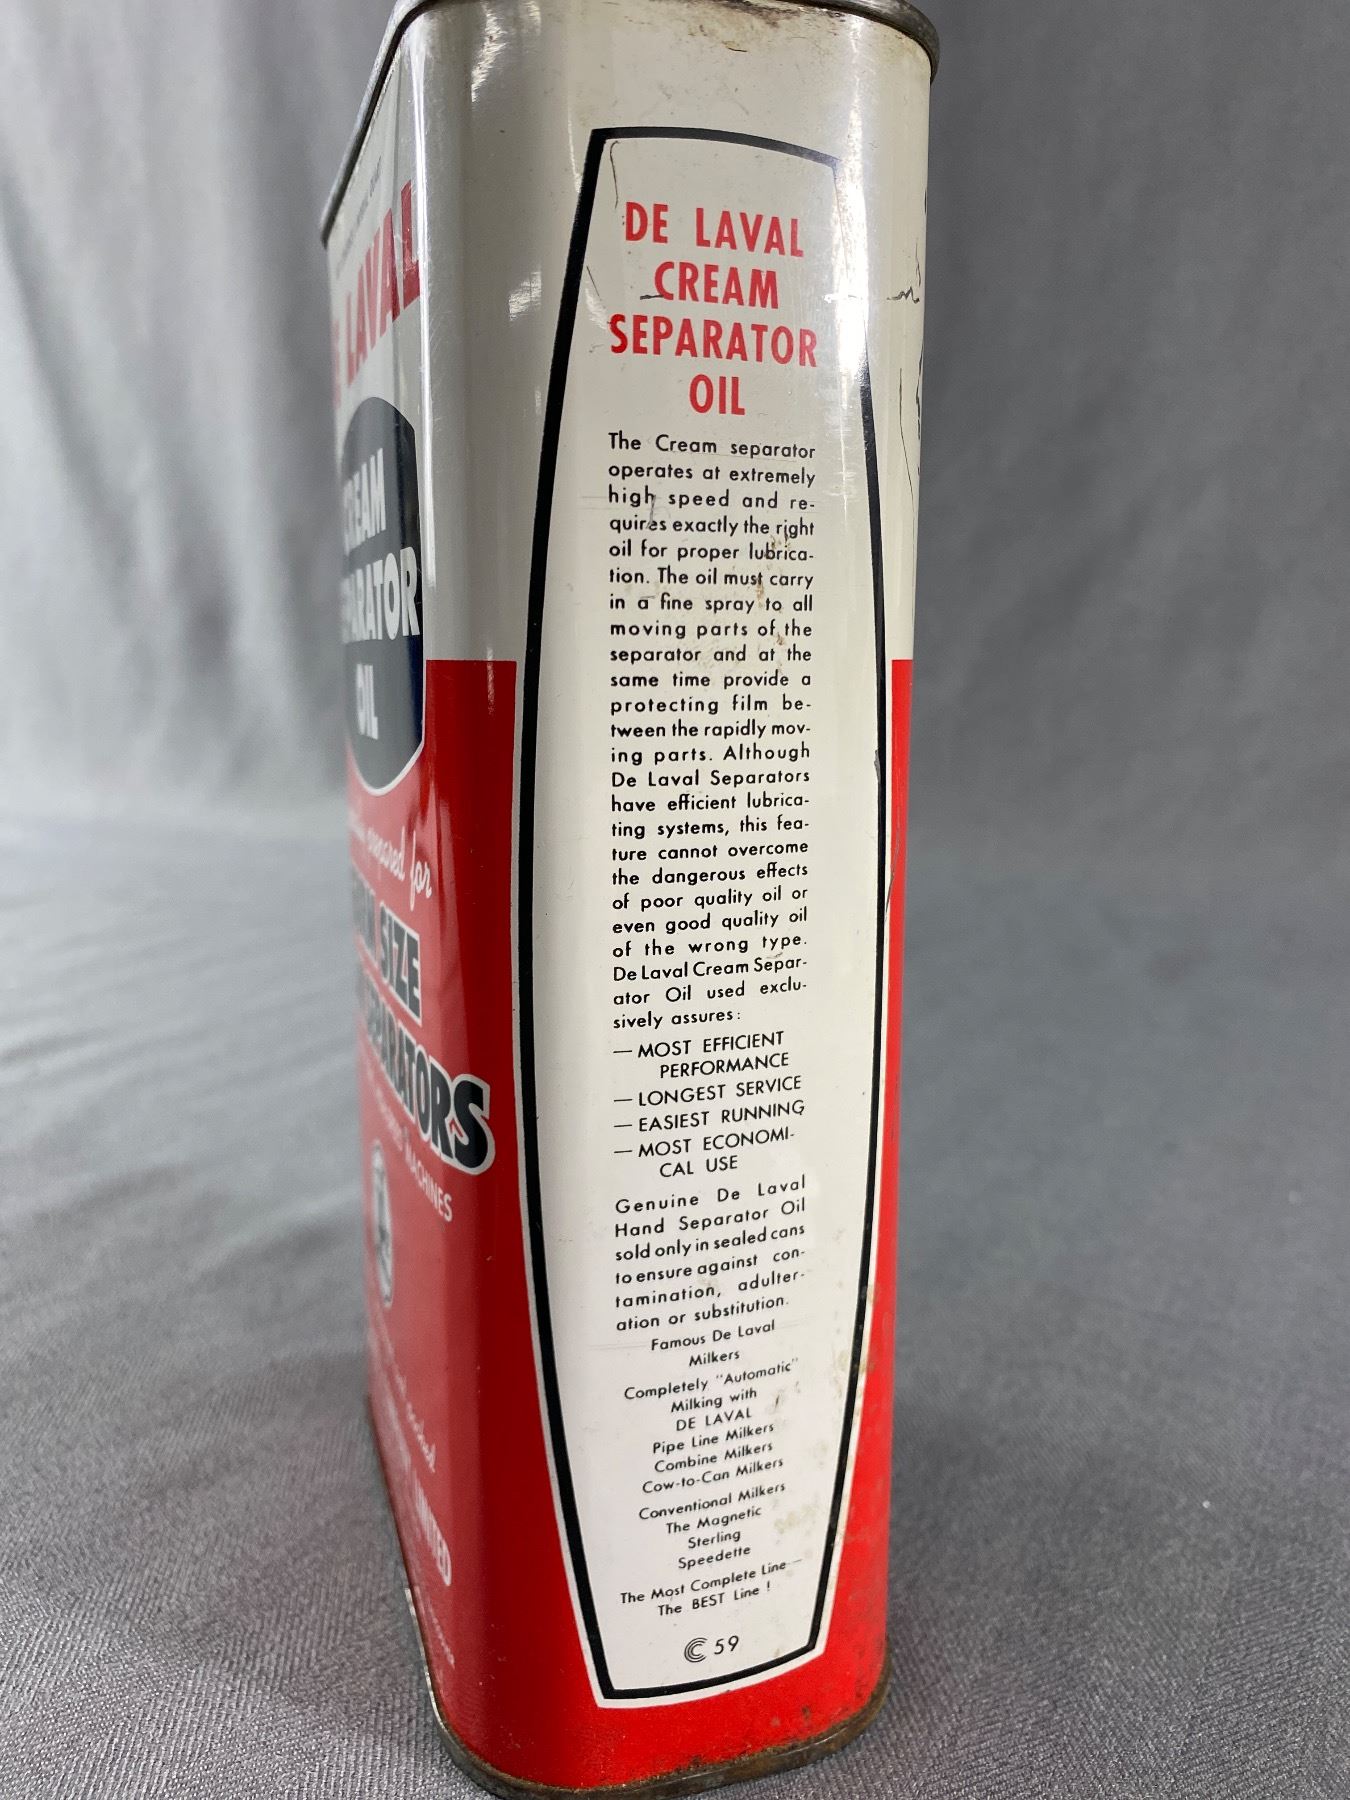 DE LAVAL
CREAM
SEPARATOR
OIL
The Cream separator
operates at extremely
high speed and re-
quires exactly the right
oil for proper lubrica-
tion. The oil must carry
in a fine spray to all
moving parts of the
separator and at the
same time provide a
protecting film be-
tween the rapidly mov-
ing parts. Although
De Laval Separators
have efficient lubrica-
ting systems, this fea-
ture cannot overcome
the dangerous effects
of poor quality oil or
even good quality oil
of the wrong type.
De Laval Cream Separ-
ator Oil used exclu-
sively assures:
— MOST EFFICIENT
PERFORMANCE
— LONGEST SERVICE
— EASIEST RUNNING
— MOST ECONOMI-
CAL USE
Genuine De Laval
Hand Separator Oil
sold only in sealed cans
to ensure against con-
tamination, adulter-
ation or substitution.
Famous De Laval
Milkers
Completely "Automatic"
Milking with
DE LAVAL
Pipe Line Milkers
Combine Milkers
Cow-to-Can Milkers
Conventional Milkers
The Magnetic
Sterling
Speedette
The Most Complete Line—
The BEST Line !
C 59
LAVAL
CREAM
SEPARATOR
OIL
for
SIZE
SEPARATORS
MACHINES
LIMITED